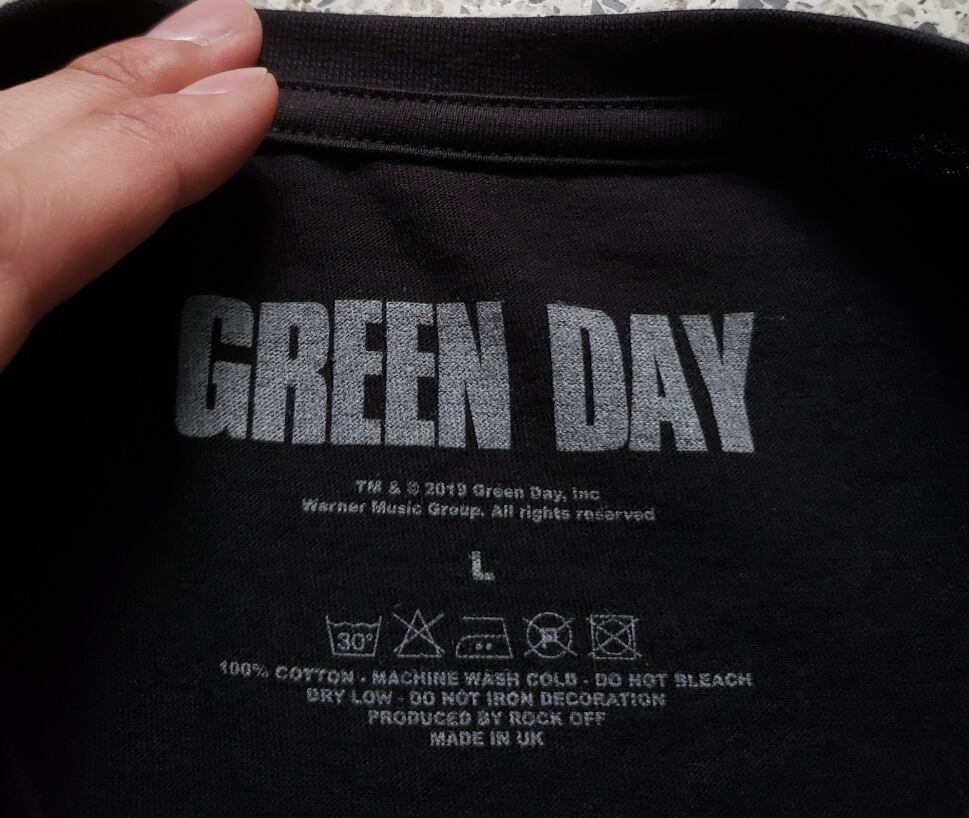 GREEN DAY
TM & © 2019 Green Day, Inc
Warner Music Group. All rights reserved
L
30°
100% COTTON - MACHINE WASH COLD - DO NOT BLEACH
DRY LOW - DO NOT IRON DECORATION
PRODUCED BY ROCK OFF
MADE IN UK